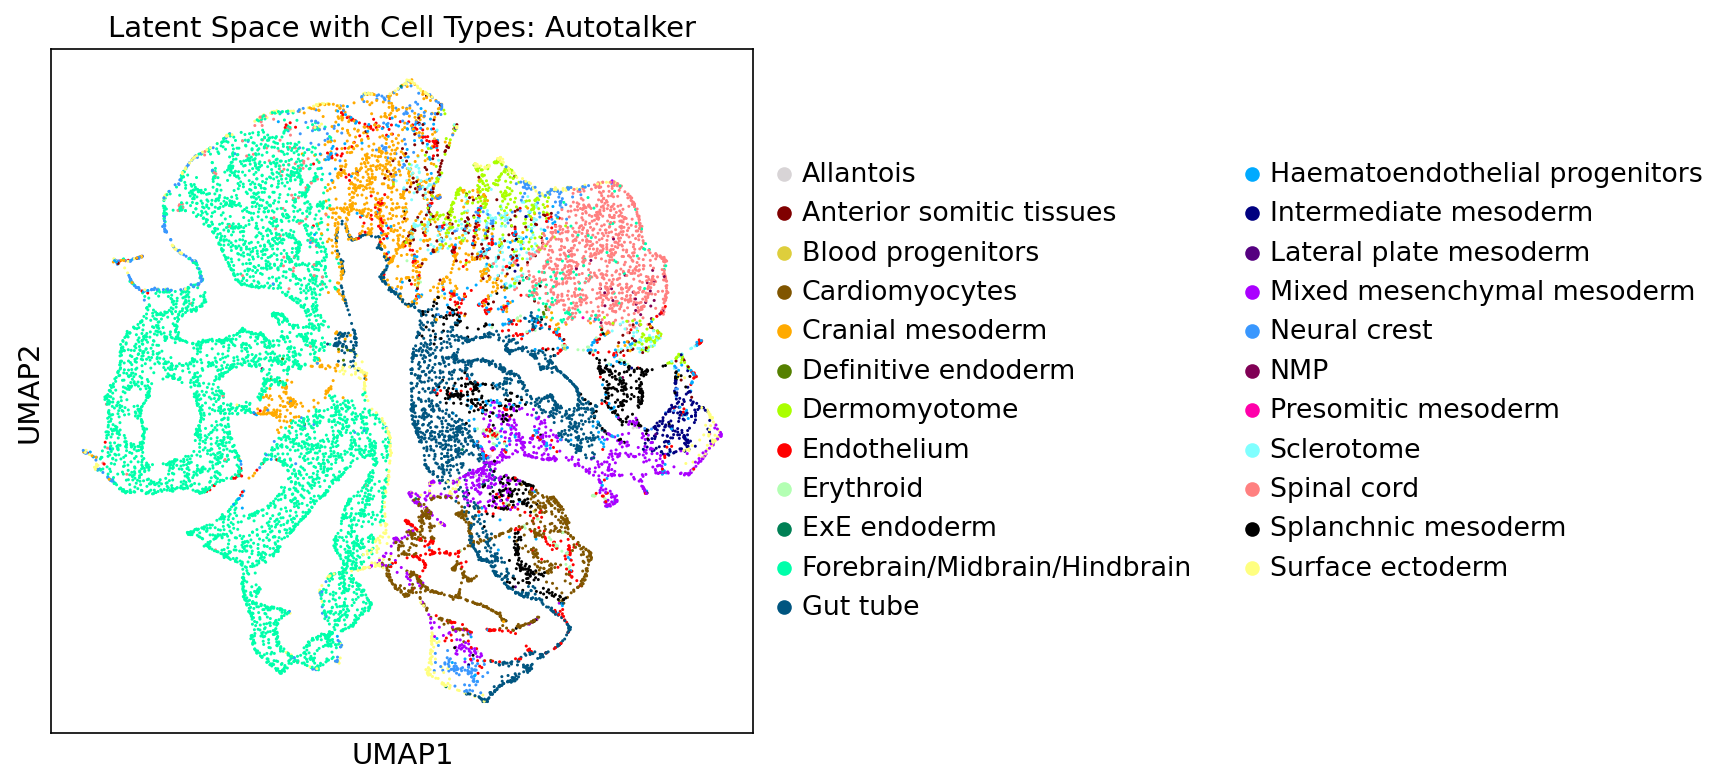 Latent Space with Cell Types: Autotalker
UMAP2
UMAP1
Allantois
Anterior somitic tissues
Blood progenitors
Cardiomyocytes
Cranial mesoderm
Definitive endoderm
Dermomyotome
Endothelium
Erythroid
ExE endoderm
Forebrain/Midbrain/Hindbrain
Gut tube
Haematoendothelial progenitors
Intermediate mesoderm
Lateral plate mesoderm
Mixed mesenchymal mesoderm
Neural crest
NMP
Presomitic mesoderm
Sclerotome
Spinal cord
Splanchnic mesoderm
Surface ectoderm